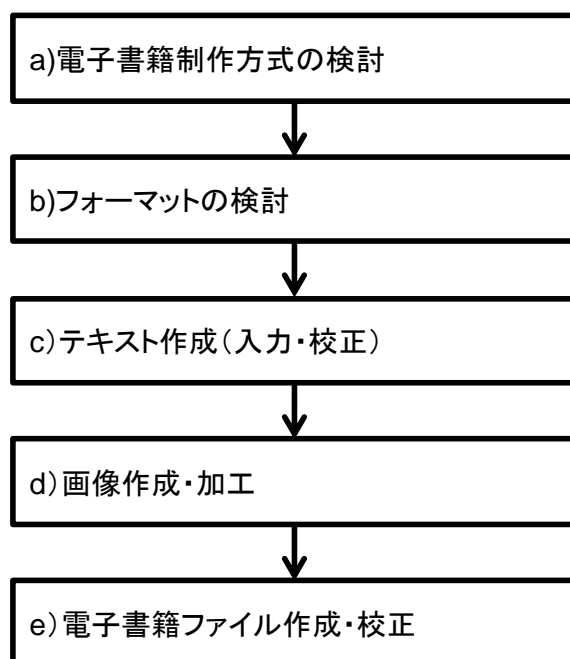 a)電子書籍制作方式の検討
b)フォーマットの検討
c）テキスト作成（入力・校正）
d）画像作成・加工
e）電子書籍ファイル作成・校正